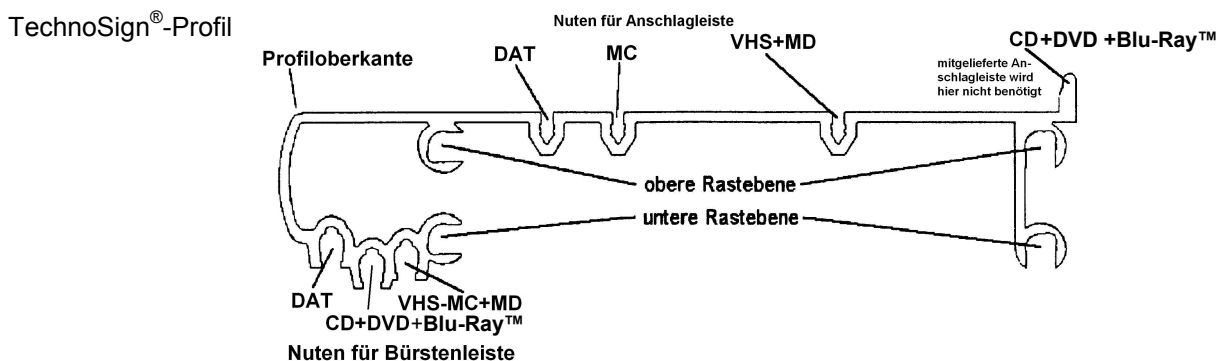 TechnoSign®-Profil
Nuten für Anschlagleiste
Profiloberkante
DAT
MC
VHS+MD
CD+DVD +Blu-Ray™
mitgelieferte An-
schlagleiste wird
hier nicht benötigt
obere Rastebene
untere Rastebene
DAT
VHS-MC+MD
CD+DVD+Blu-Ray™
Nuten für Bürstenleiste